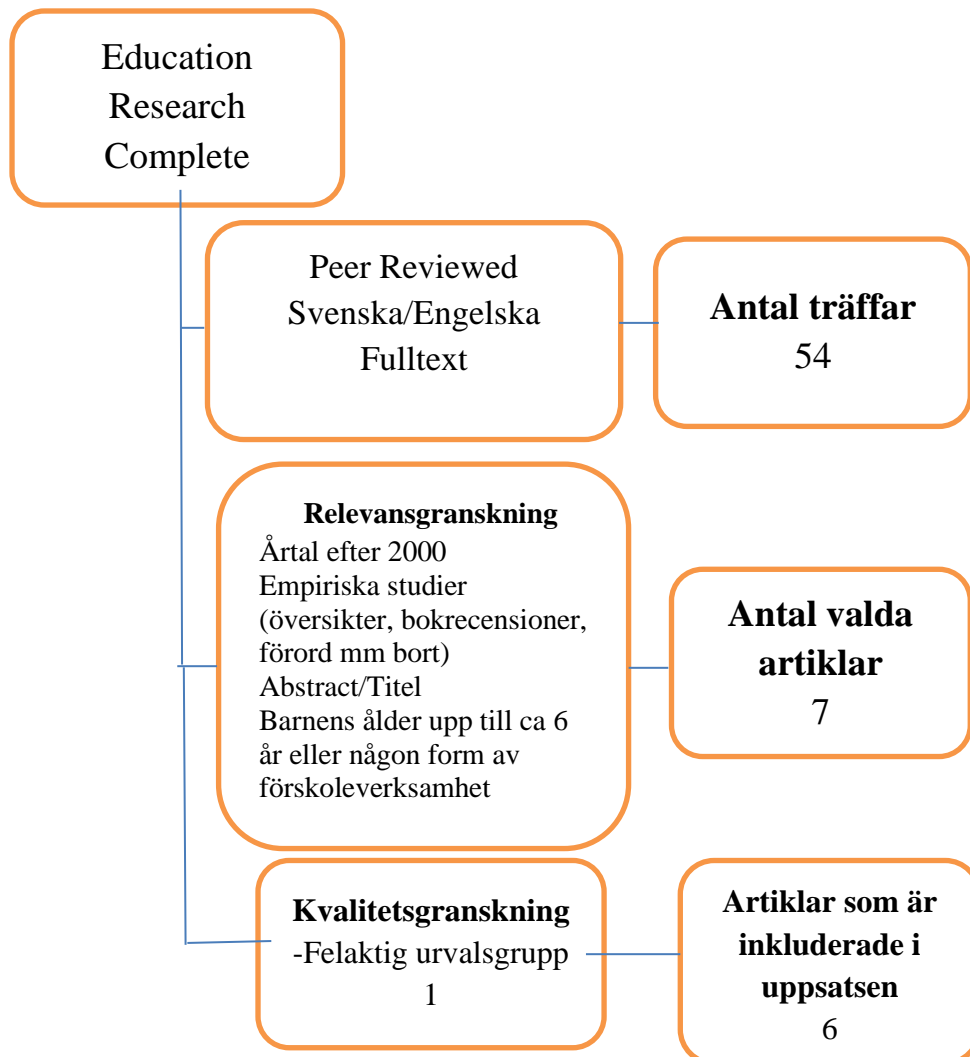 Education
Research
Complete
Peer Reviewed
Svenska/Engelska
Fulltext
Antal träffar
54
Relevansgranskning
Årtal efter 2000
Empiriska studier
(översikter, bokrecensioner,
förord mm bort)
Abstract/Titel
Barnens ålder upp till ca 6
år eller någon form av
förskoleverksamhet
Antal valda
artiklar
7
Kvalitetsgranskning
-Felaktig urvalsgrupp
1
Artiklar som är
inkluderade i
uppsatsen
6